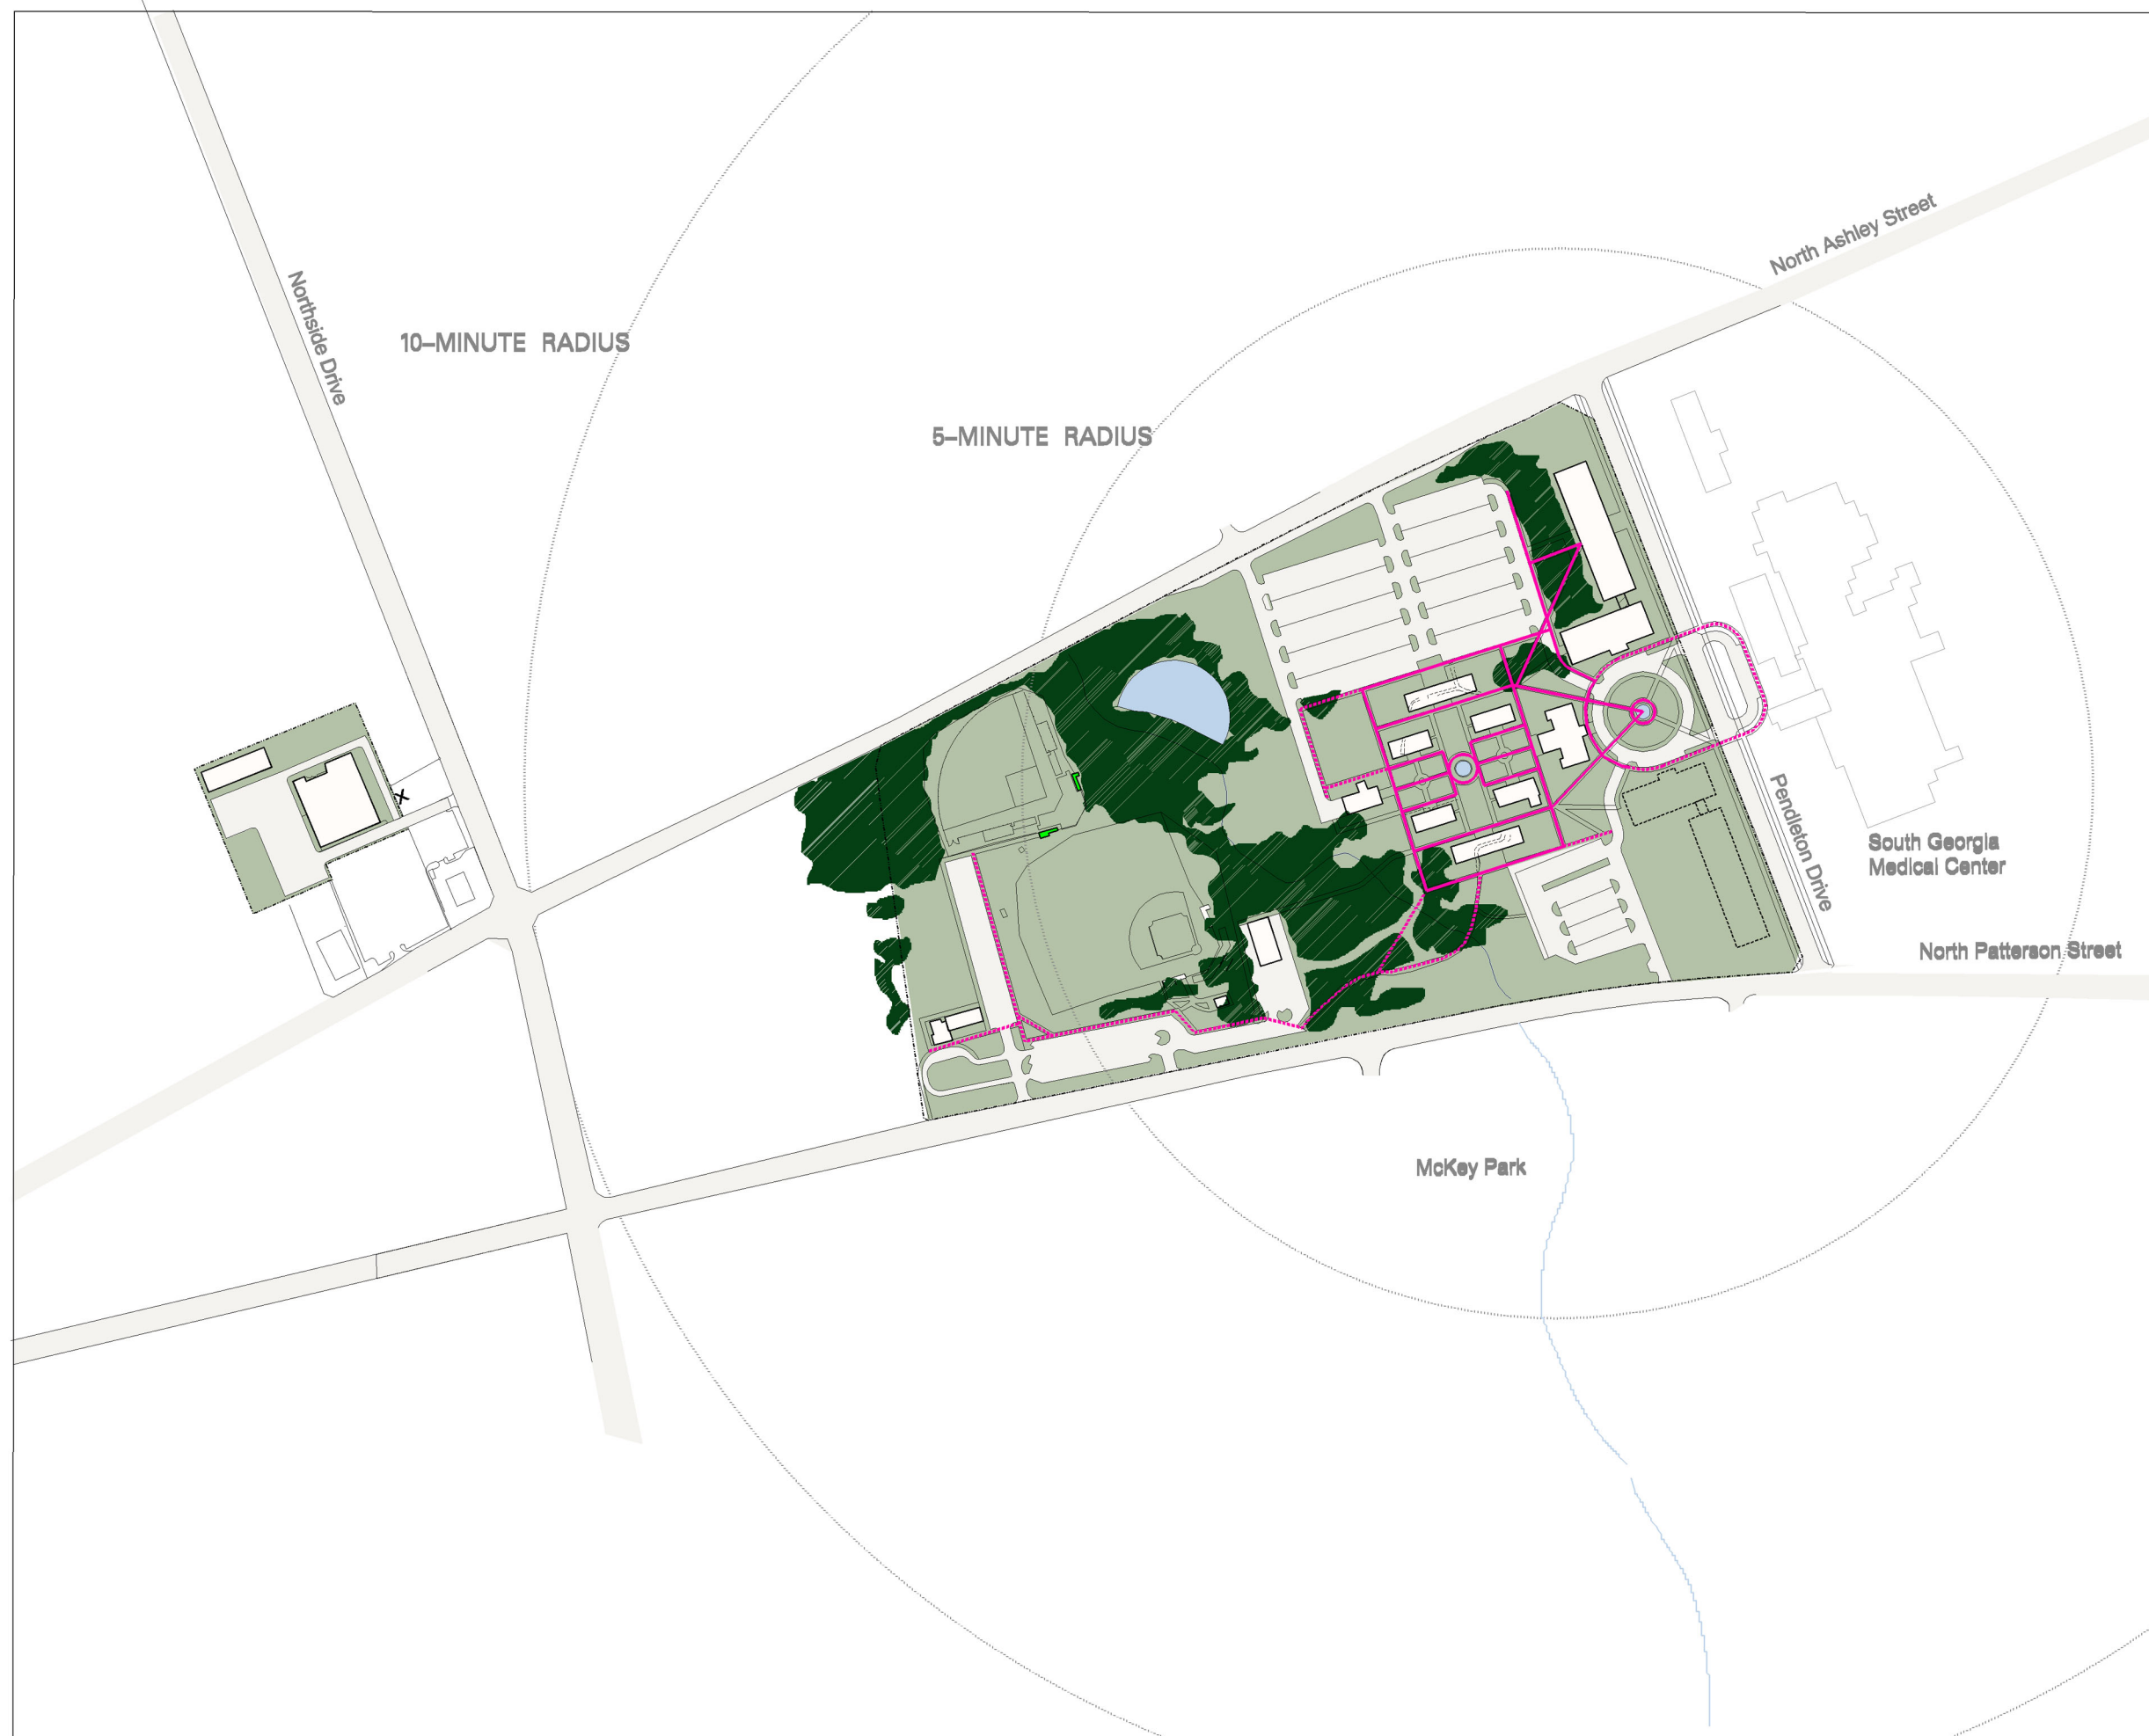 North Ashley Street
Northside Drive
10–MINUTE RADIUS
5–MINUTE RADIUS
Pendleton Drive
South Georgia
Medical Center
North Patterson Street
McKey Park